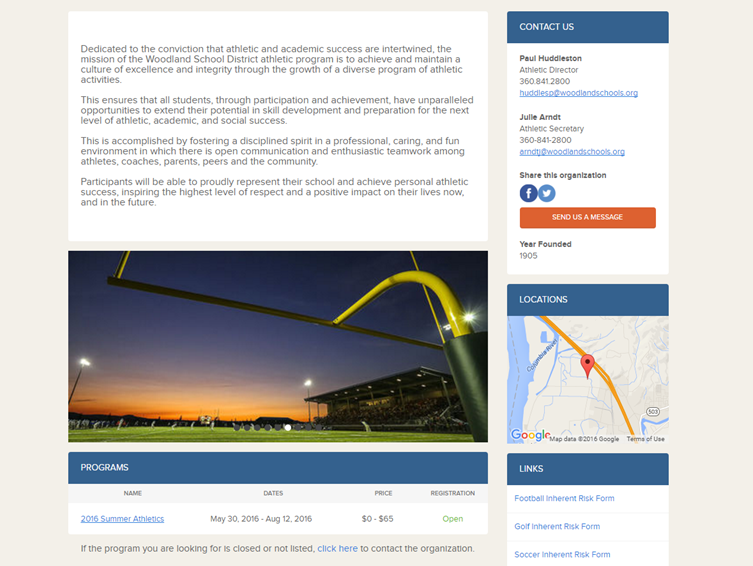 Dedicated to the conviction that athletic and academic success are intertwined, the
mission of the Woodland School District athletic program is to achieve and maintain a
culture of excellence and integrity through the growth of a diverse program of athletic
activities.
This ensures that all students, through participation and achievement, have unparalleled
opportunities to extend their potential in skill development and preparation for the next
level of athletic, academic, and social success.
This is accomplished by fostering a disciplined spirit in a professional, caring, and fun
environment in which there is open communication and enthusiastic teamwork among
athletes, coaches, parents, peers and the community.
Participants will be able to proudly represent their school and achieve personal athletic
success, inspiring the highest level of respect and a positive impact on their lives now,
and in the future.
PROGRAMS
NAME DATES PRICE REGISTRATION
2016 Summer Athletics May 30, 2016 - Aug 12, 2016 $0 - $65 Open
If the program you are looking for is closed or not listed, click here to contact the organization.
CONTACT US
Paul Huddleston
Athletic Director
360.841.2800
huddlesp@woodlandschools.org
Julie Arndt
Athletic Secretary
360-841-2800
arndtj@woodlandschools.org
Share this organization
SEND US A MESSAGE
Year Founded
1905
LOCATIONS
Columbia River
503
Google Map data ©2016 Google Terms of Use
LINKS
Football Inherent Risk Form
Golf Inherent Risk Form
Soccer Inherent Risk Form